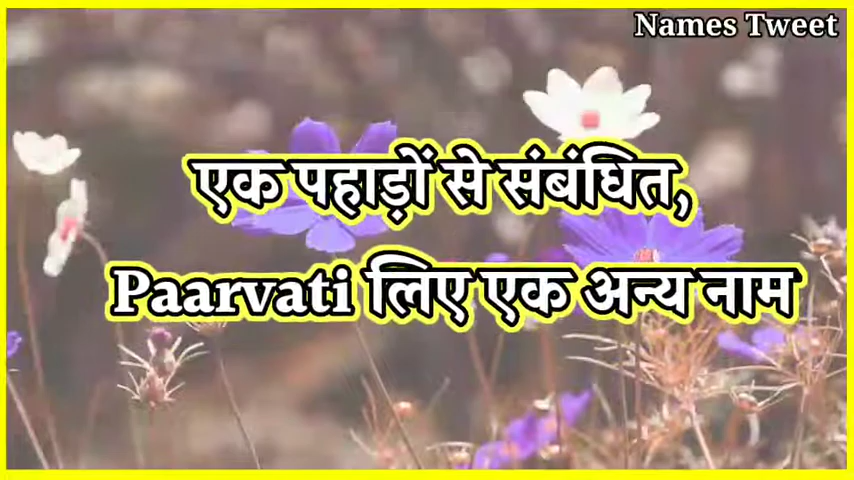 Names Tweet
एक पहाड़ों से संबंधित,
Paarvati लिए एक अन्य नाम